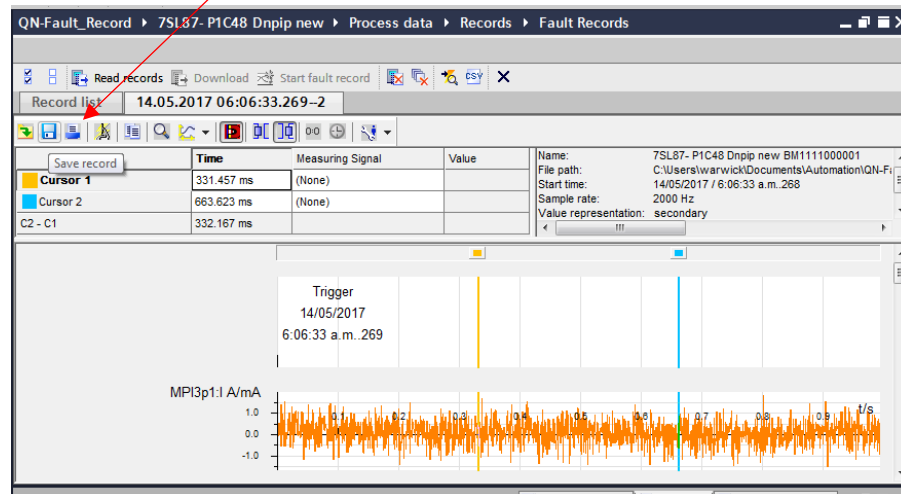 QN-Fault_Record ▸ 7SL87- P1C48 Dnpip new ▸ Process data ▸ Records ▸ Fault Records
Read records Download Start fault record CSV
Record list 14.05.2017 06:06:33.269--2
Save record
Time Measuring Signal Value
Cursor 1 331.457 ms (None)
Cursor 2 663.623 ms (None)
C2 - C1 332.167 ms
Name: 7SL87- P1C48 Dnpip new BM1111000001
File path: C:\Users\warwick\Documents\Automation\QN-F
Start time: 14/05/2017 / 6:06:33 a.m..268
Sample rate: 2000 Hz
Value representation: secondary
Trigger
14/05/2017
6:06:33 a.m..269
MPI3p1:I A/mA
1.0
0.1 0.2 0.3 0.4 0.5 0.6 0.7 0.8 0.9 t/s
0.0
-1.0